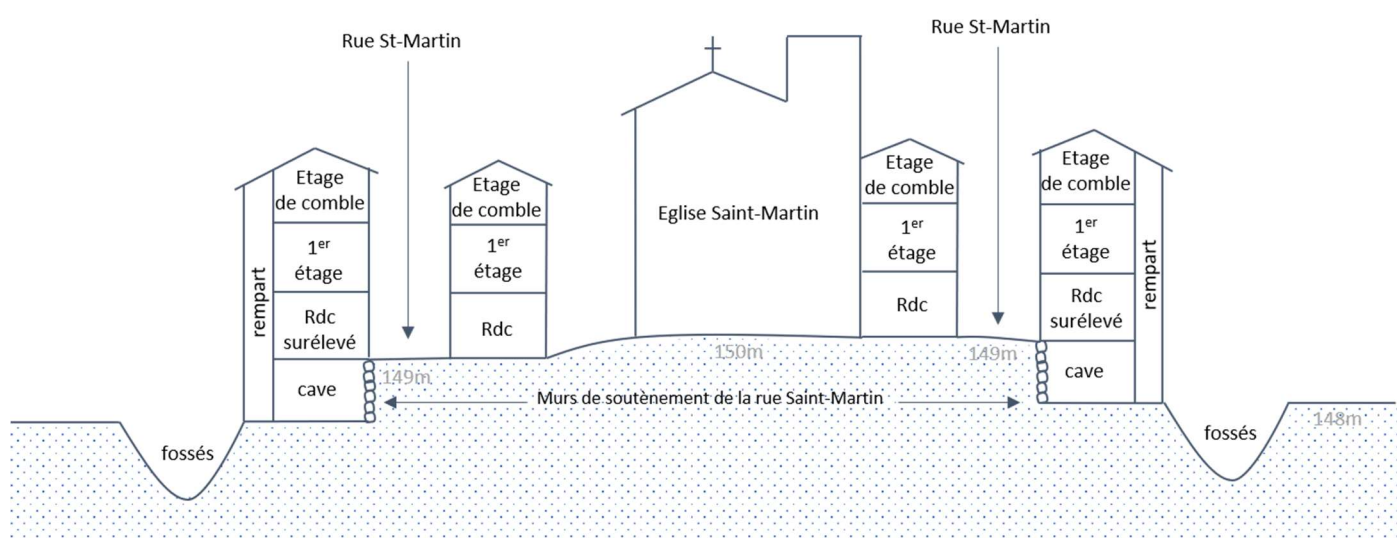 Rue St-Martin
Rue St-Martin
Etage
de comble
1er
étage
Rdc
surélevé
cave
rempart
Etage
de comble
1er
étage
Rdc
Eglise Saint-Martin
Etage
de comble
1er
étage
Rdc
Etage
de comble
1er
étage
Rdc
surélevé
cave
rempart
149m
150m
149m
Murs de soutènement de la rue Saint-Martin
148m
fossés
fossés